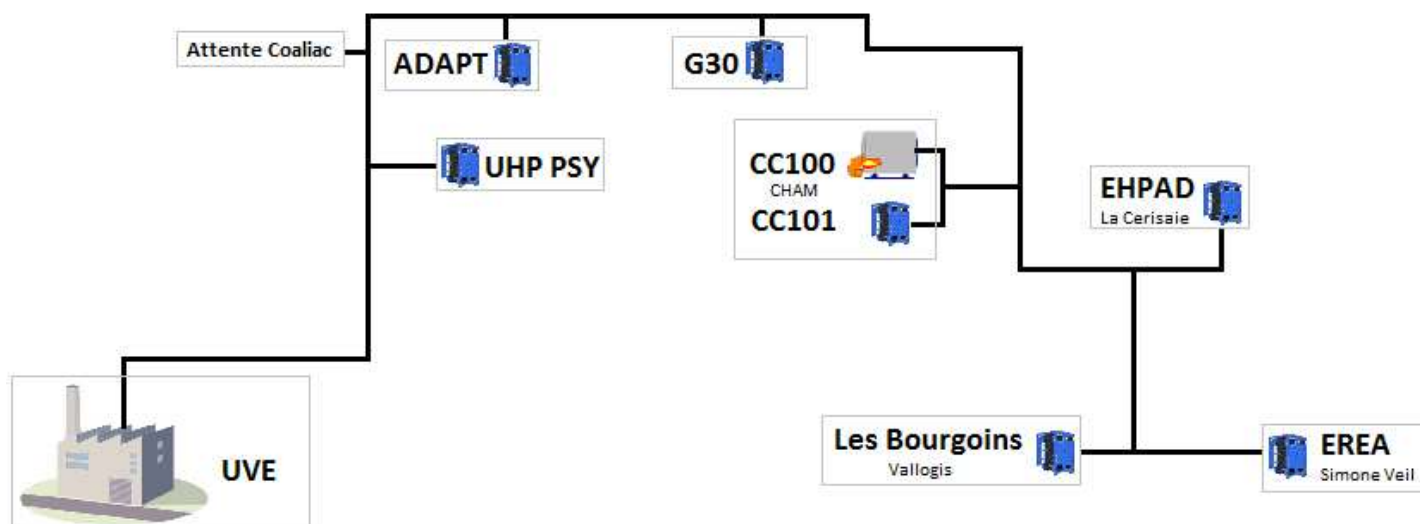 Attente Coaliac
ADAPT
G30
UHP PSY
CC100
CHAM
CC101
EHPAD
La Cerisaie
UVE
Les Bourgoins
Vallogis
EREA
Simone Veil